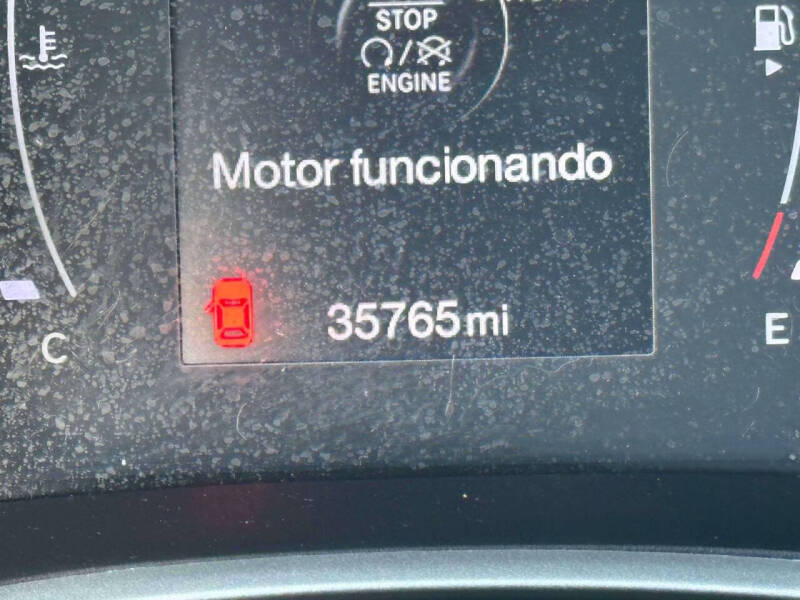 STOP
ENGINE
Motor funcionando
35765mi
C
E